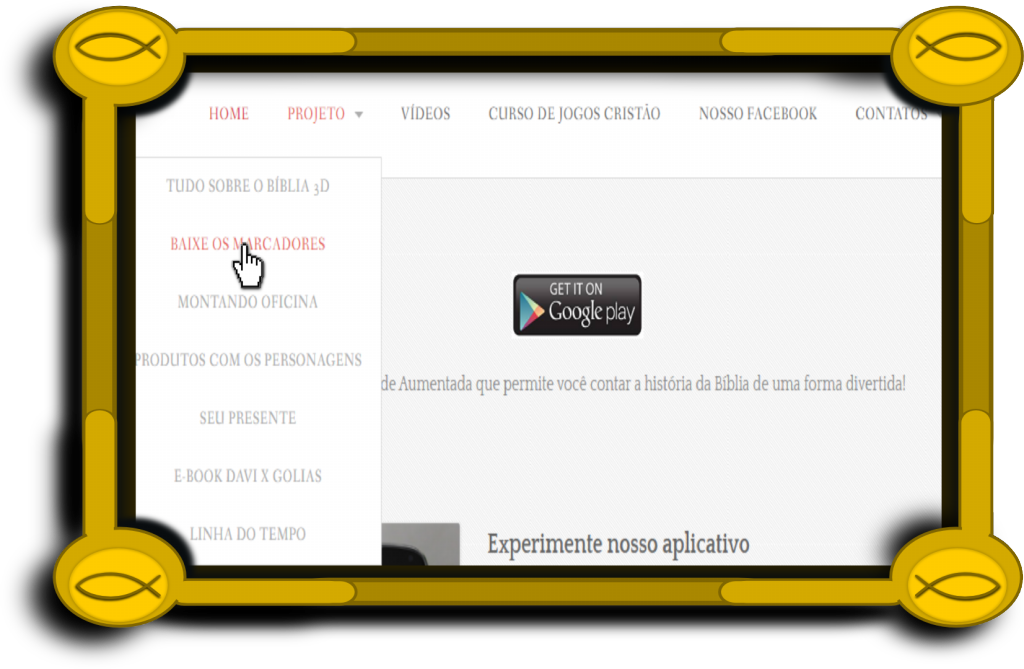 HOME PROJETO VÍDEOS CURSO DE JOGOS CRISTÃO NOSSO FACEBOOK CONTATOS
TUDO SOBRE O BÍBLIA 3D
BAIXE OS MARCADORES
MONTANDO OFICINA
PRODUTOS COM OS PERSONAGENS
SEU PRESENTE
E-BOOK DAVI X GOLIAS
LINHA DO TEMPO
GET IT ON
Google play
de Aumentada que permite você contar a história da Bíblia de uma forma divertida!
Experimente nosso aplicativo